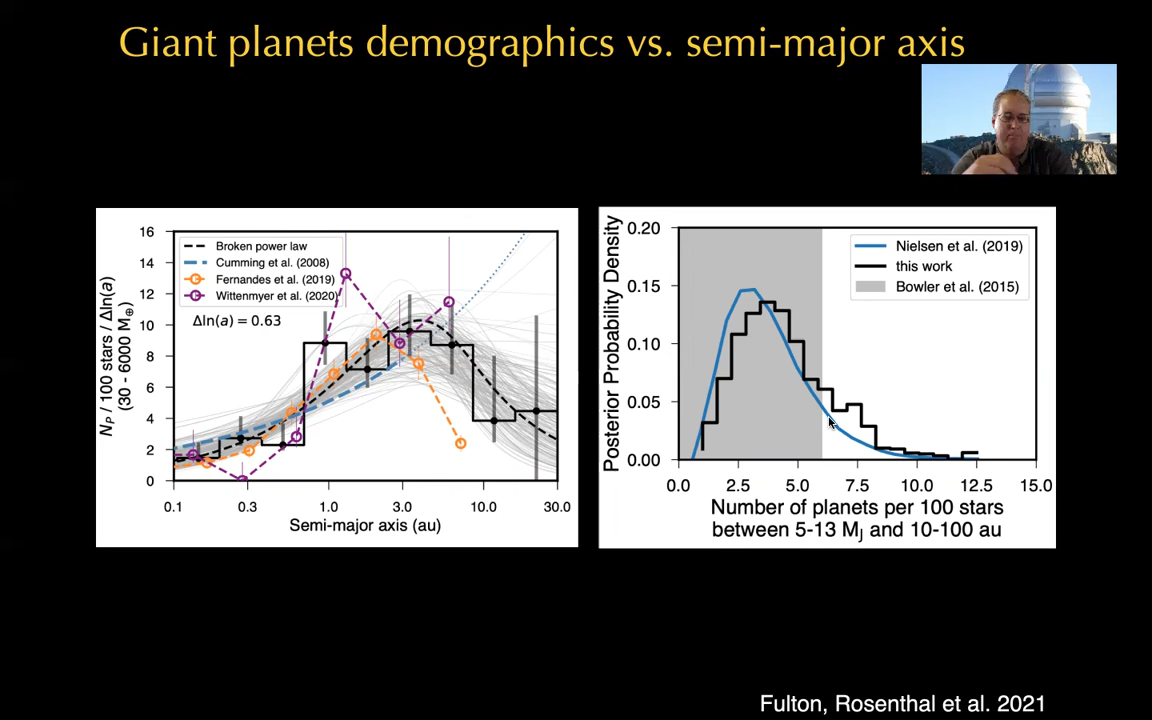 Giant planets demographics vs. semi-major axis
16
14
12
10
8
6
4
2
0
N_P / 100 stars / Δln(a)
(30 - 6000 M⊕)
Broken power law
Cumming et al. (2008)
Fernandes et al. (2019)
Wittenmyer et al. (2020)
Δln(a) = 0.63
0.1
0.3
1.0
3.0
10.0
30.0
Semi-major axis (au)
Posterior Probability Density
0.20
0.15
0.10
0.05
0.00
Nielsen et al. (2019)
this work
Bowler et al. (2015)
0.0
2.5
5.0
7.5
10.0
12.5
15.0
Number of planets per 100 stars
between 5-13 MJ and 10-100 au
Fulton, Rosenthal et al. 2021